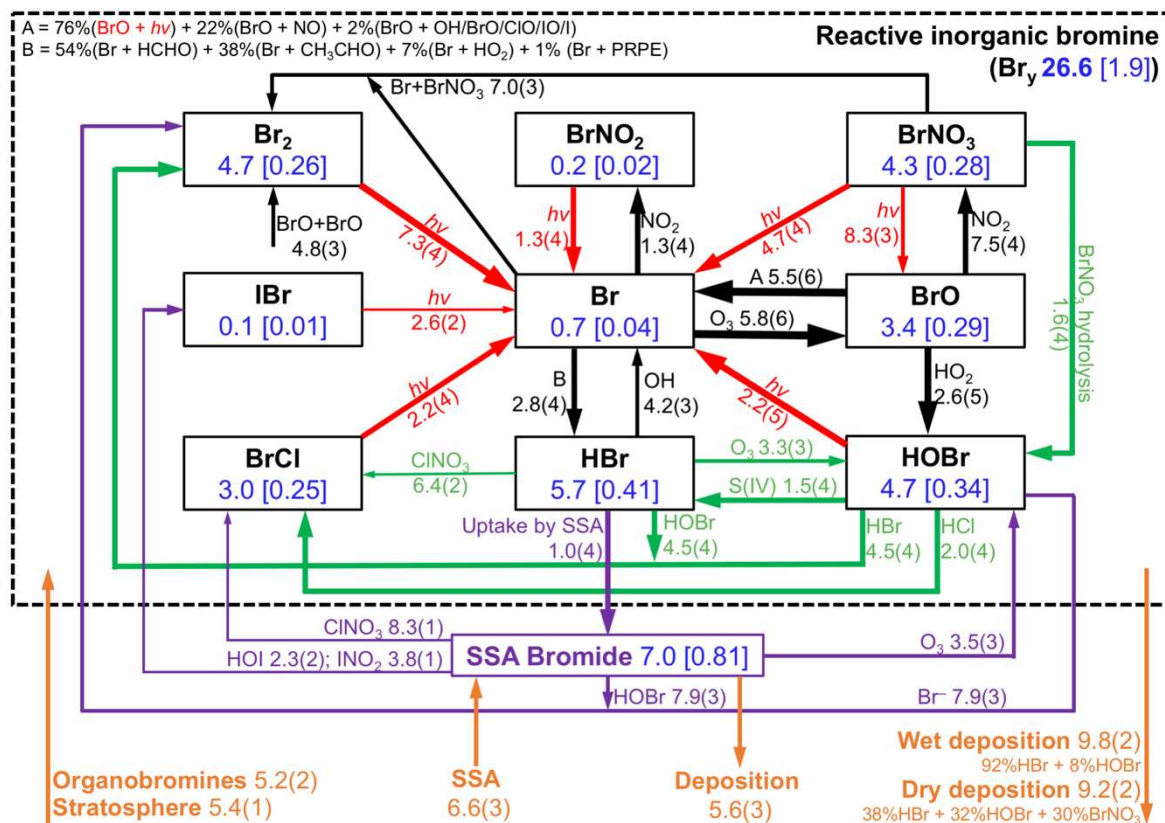 A = 76%(BrO + hv) + 22%(BrO + NO) + 2%(BrO + OH/BrO/ClO/IO/I)
B = 54%(Br + HCHO) + 38%(Br + CH₃CHO) + 7%(Br + HO₂) + 1% (Br + PRPE)
Reactive inorganic bromine
(Br_y 26.6 [1.9])
Br+BrNO₃ 7.0(3)
Br₂
4.7 [0.26]
BrNO₂
0.2 [0.02]
BrNO₃
4.3 [0.28]
BrO+BrO
4.8(3)
hv
7.3(4)
hv
1.3(4)
NO₂
1.3(4)
hv
4.7(4)
hv
8.3(3)
NO₂
7.5(4)
BrNO₃ hydrolysis
1.6(4)
IBr
0.1 [0.01]
hv
2.6(2)
Br
0.7 [0.04]
A 5.5(6)
O₃ 5.8(6)
BrO
3.4 [0.29]
hv
2.2(4)
B
2.8(4)
OH
4.2(3)
hv
2.2(5)
HO₂
2.6(5)
BrCl
3.0 [0.25]
ClNO₃
6.4(2)
HBr
5.7 [0.41]
O₃ 3.3(3)
S(IV) 1.5(4)
HOBr
4.7 [0.34]
Uptake by SSA
1.0(4)
HOBr
4.5(4)
HBr
4.5(4)
HCl
2.0(4)
ClNO₃ 8.3(1)
HOI 2.3(2); INO₂ 3.8(1)
SSA Bromide 7.0 [0.81]
O₃ 3.5(3)
HOBr 7.9(3)
Br⁻ 7.9(3)
Organobromines 5.2(2)
Stratosphere 5.4(1)
SSA
6.6(3)
Deposition
5.6(3)
Wet deposition 9.8(2)
92%HBr + 8%HOBr
Dry deposition 9.2(2)
38%HBr + 32%HOBr + 30%BrNO₃